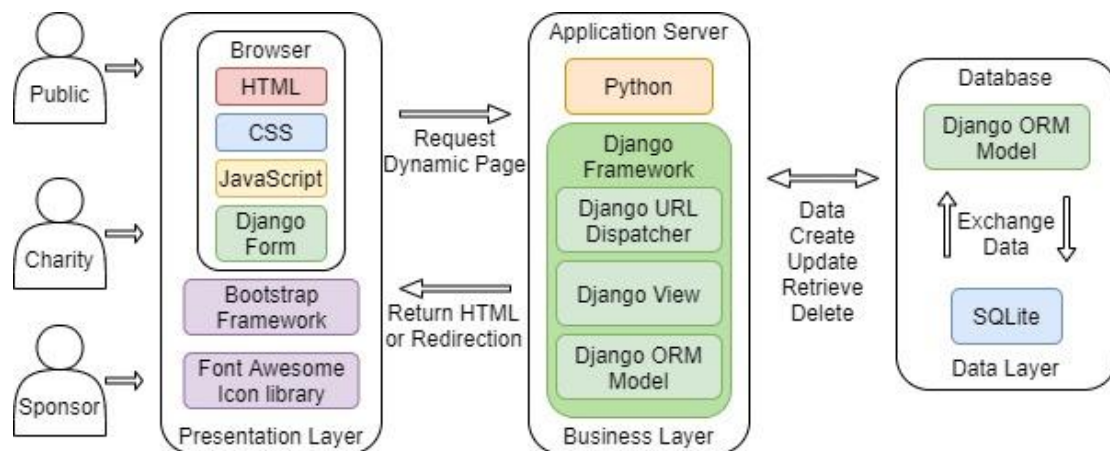 Public
Charity
Sponsor
Browser
HTML
CSS
JavaScript
Django
Form
Bootstrap
Framework
Font Awesome
Icon library
Presentation Layer
Request
Dynamic Page
Return HTML
or Redirection
Application Server
Python
Django
Framework
Django URL
Dispatcher
Django View
Django ORM
Model
Business Layer
Data
Create
Update
Retrieve
Delete
Database
Django ORM
Model
Exchange
Data
SQLite
Data Layer